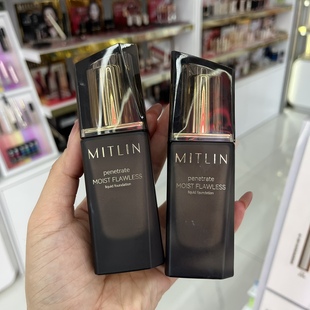 MITLIN
penetrate
MOIST FLAWLESS
liquid foundation
MITLIN
penetrate
MOIST FLAWLESS
liquid foundation